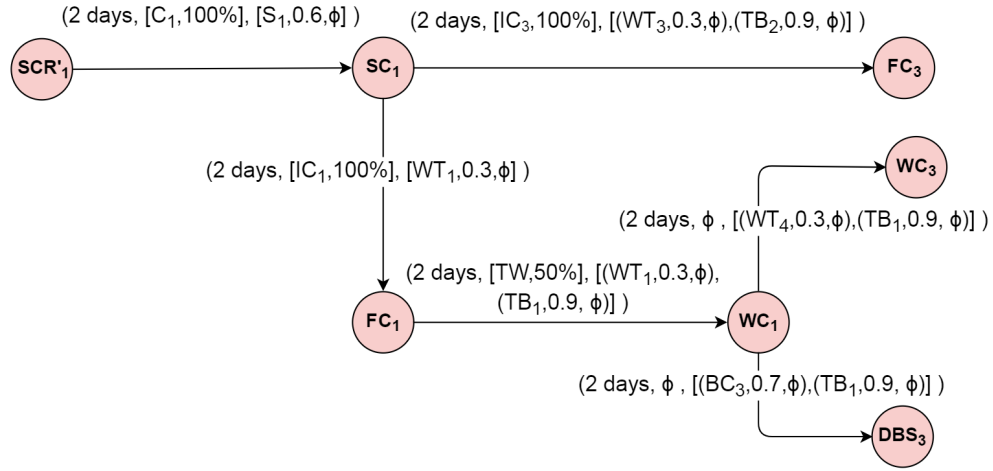 (2 days, [C₁,100%], [S₁,0.6,ϕ] )
(2 days, [IC₃,100%], [(WT₃,0.3,ϕ),(TB₂,0.9, ϕ)] )
SCR'₁
SC₁
FC₃
(2 days, [IC₁,100%], [WT₁,0.3,ϕ] )
WC₃
(2 days, ϕ , [(WT₄,0.3,ϕ),(TB₁,0.9, ϕ)] )
(2 days, [TW,50%], [(WT₁,0.3,ϕ),
(TB₁,0.9, ϕ)] )
FC₁
WC₁
(2 days, ϕ , [(BC₃,0.7,ϕ),(TB₁,0.9, ϕ)] )
DBS₃